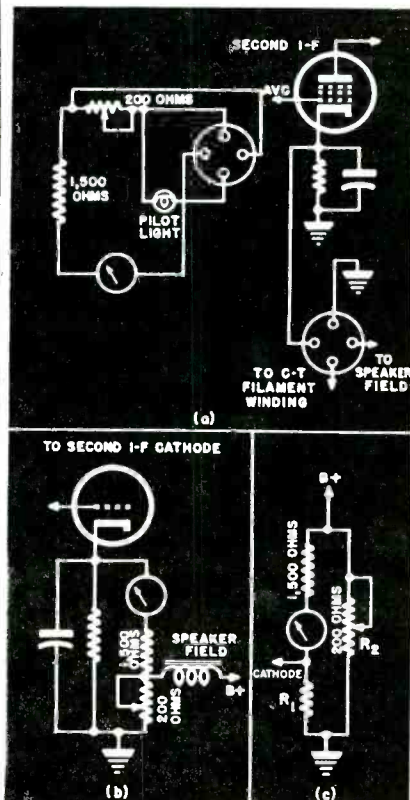 SECOND I-F
AVG
200 OHMS
1,500
OHMS
PILOT
LIGHT
TO C-T
FILAMENT
WINDING
TO
SPEAKER
FIELD
(a)
TO SECOND I-F CATHODE
1,500
OHMS
SPEAKER
FIELD
B+
200
OHMS
(b)
B+
1,500 OHMS
200 OHMS
R2
CATHODE
R1
(c)